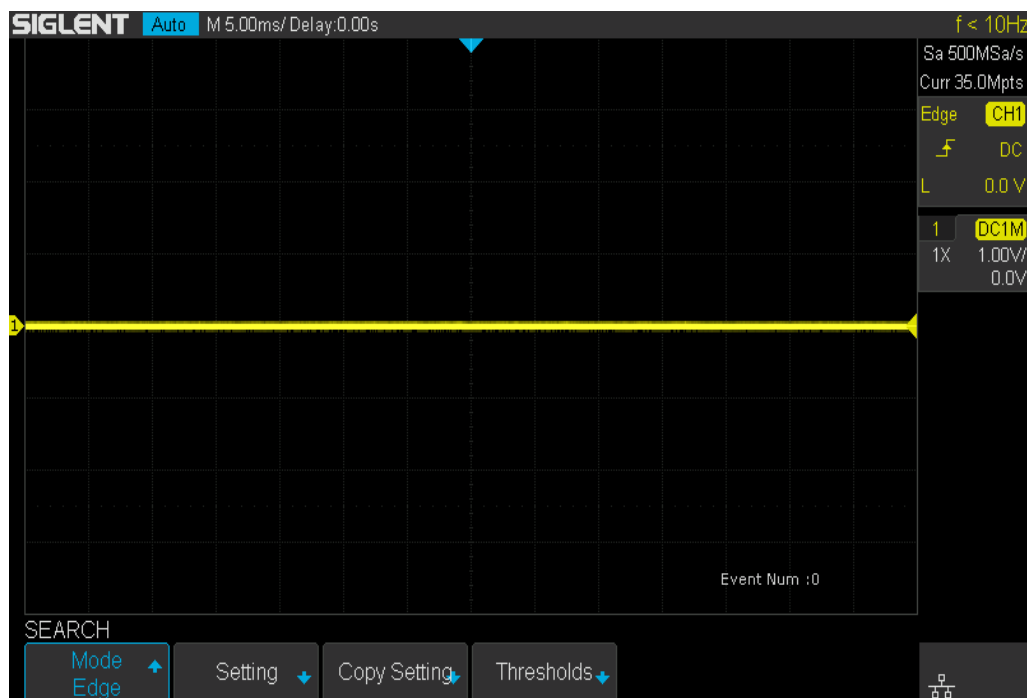 SIGLENT Auto M 5.00ms/ Delay:0.00s f < 10Hz
Sa 500MSa/s
Curr 35.0Mpts
Edge CH1
DC
L 0.0 V
1 DC1M
1X 1.00V/
0.0V
1
Event Num :0
SEARCH
Mode
Edge
Setting
Copy Setting
Thresholds